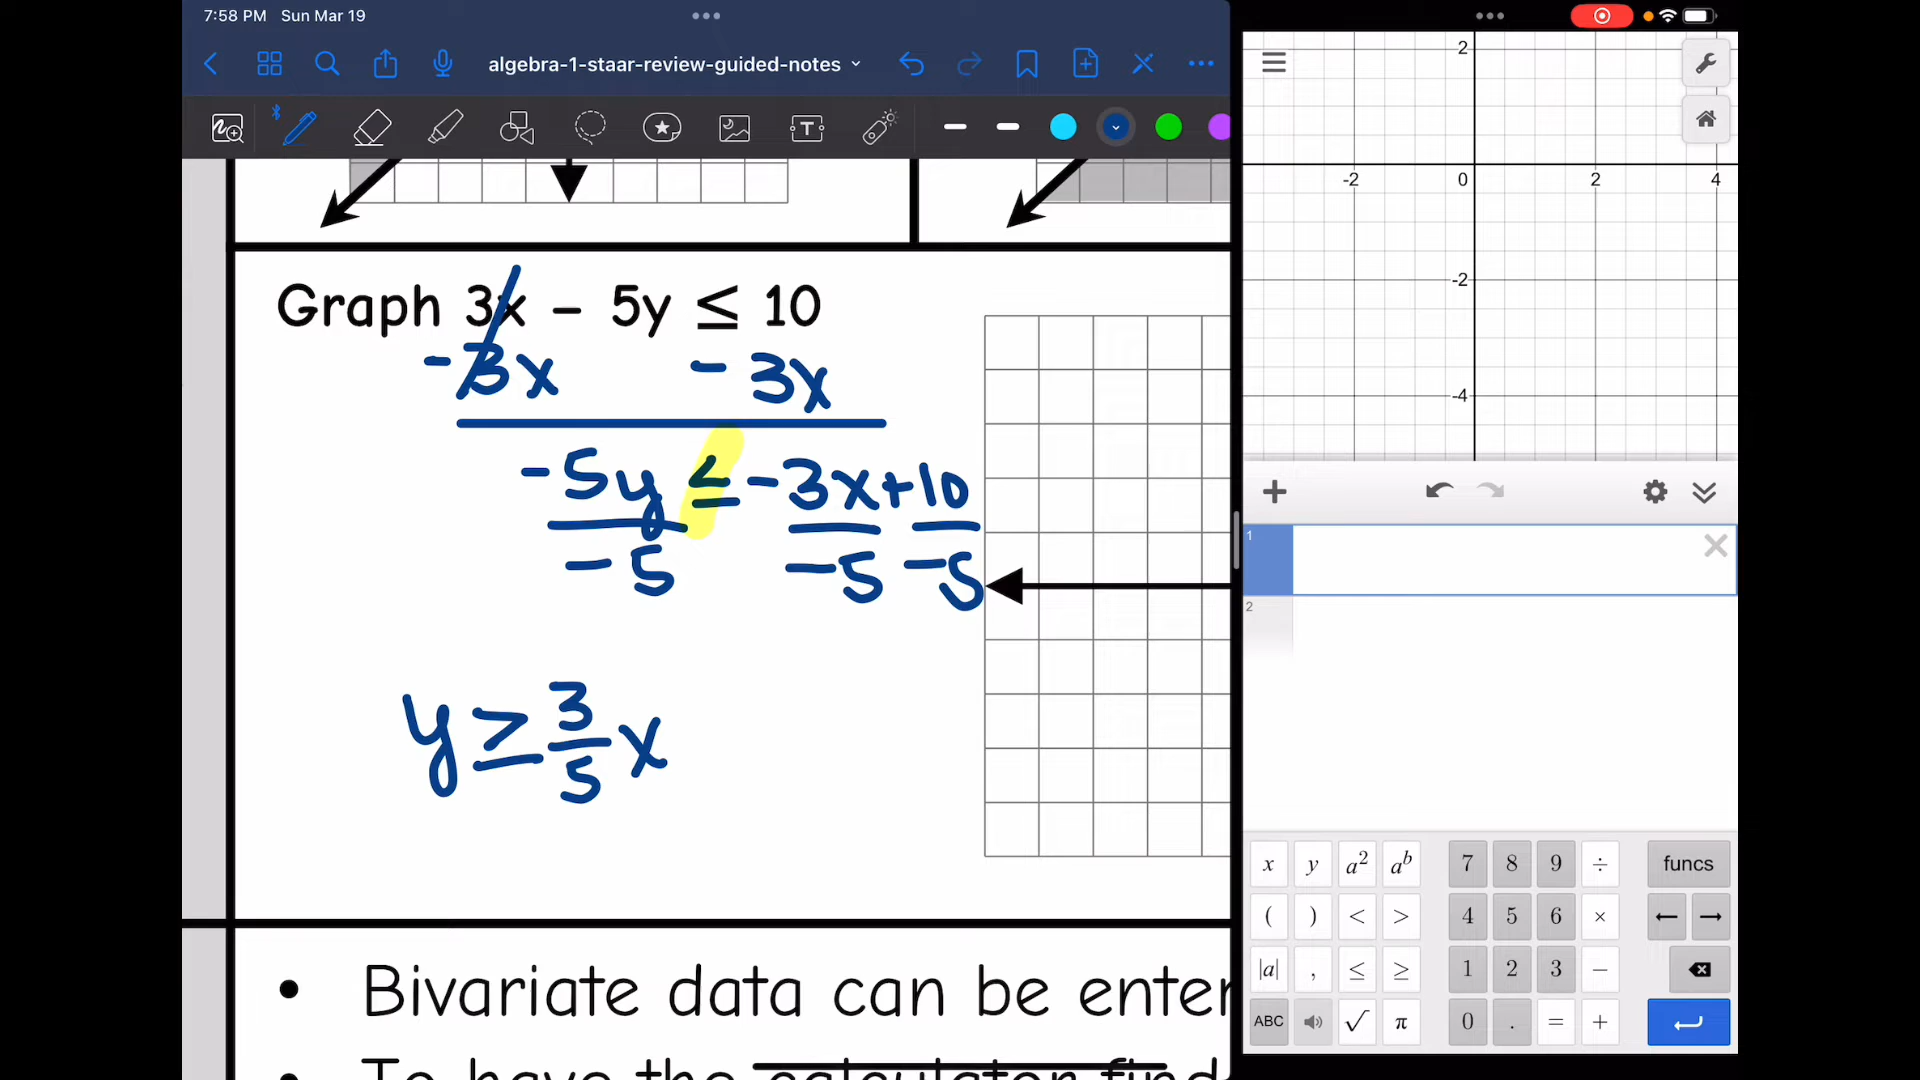 7:58 PM Sun Mar 19
algebra-1-staar-review-guided-notes
T
Graph 3x – 5y ≤ 10
-3x -3x
-5y ≤ -3x+10
-5 -5 -5
y ≥ 3/5 x
• Bivariate data can be enter
2
-2 0 2 4
-2
-4
1
2
x y a² aᵇ 7 8 9 ÷ funcs
( ) < > 4 5 6 × ← →
|a| , ≤ ≥ 1 2 3 −
ABC √ π 0 . = +